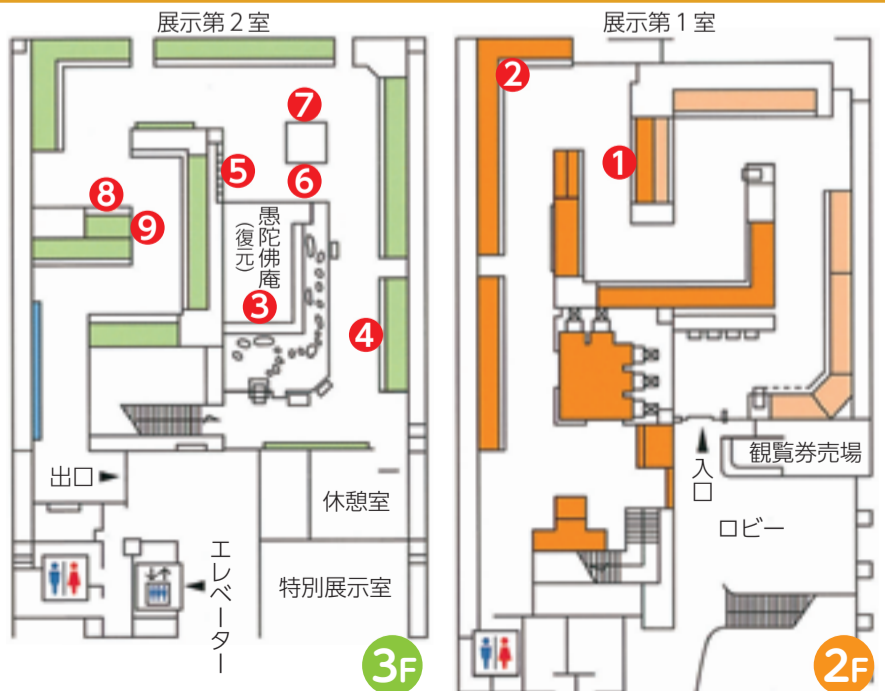 展示第2室
展示第1室
2
7
1
5
6
8
9
愚陀佛庵
(復元)
3
4
観覧券売場
入口
出口
休憩室
ロビー
エレベーター
特別展示室
3F
2F